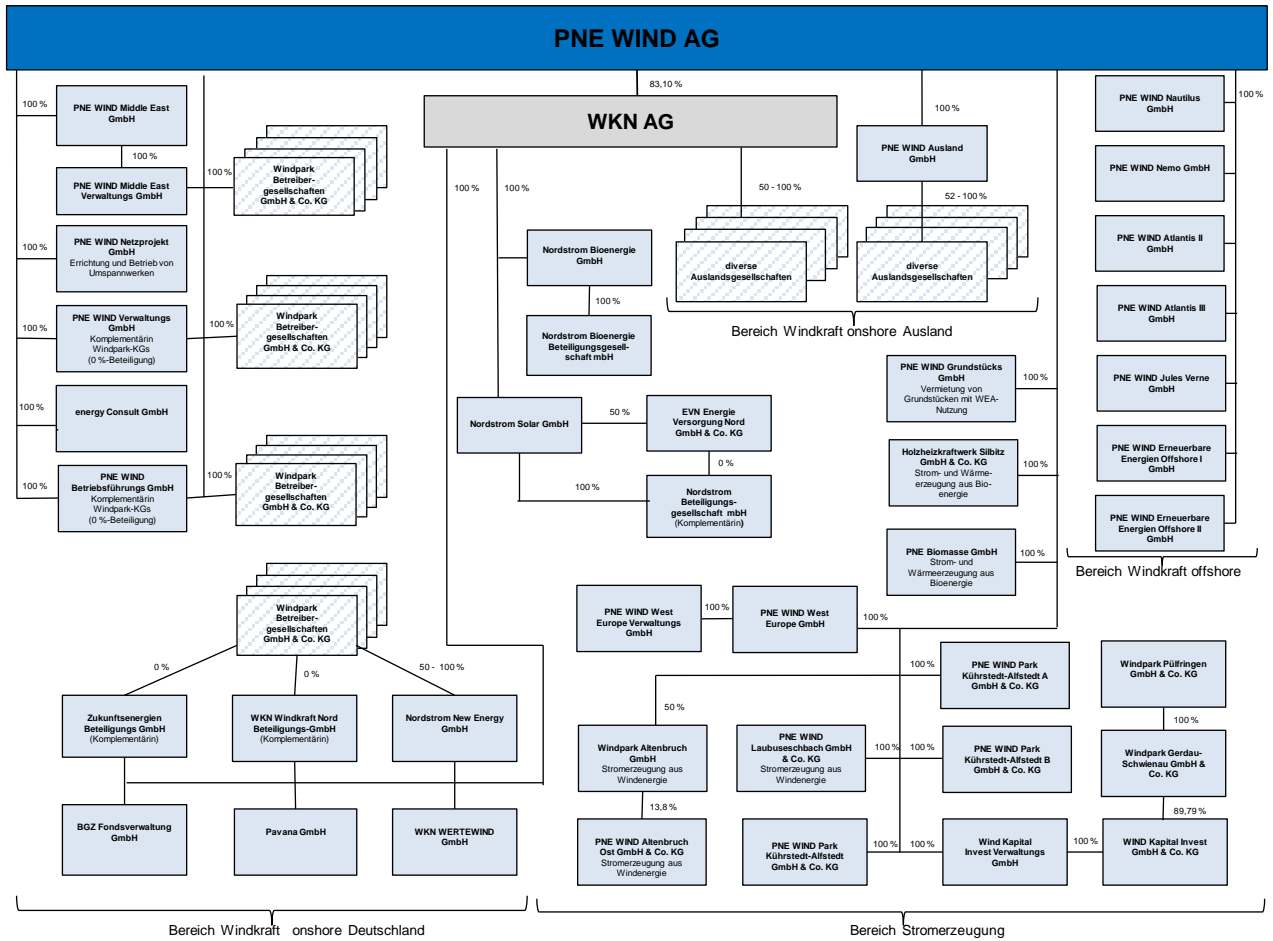 PNE WIND AG
83,10 %
WKN AG
100 %
PNE WIND Middle East
GmbH
100 %
PNE WIND Middle East
Verwaltungs GmbH
100 %
Windpark
Betreiber-
gesellschaften
GmbH & Co. KG
100 %
PNE WIND Netzprojekt
GmbH
Errichtung und Betrieb von
Umspannwerken
100 %
PNE WIND Verwaltungs
GmbH
Komplementärin
Windpark-KGs
(0 %-Beteiligung)
100 %
Windpark
Betreiber-
gesellschaften
GmbH & Co. KG
100 %
energy Consult GmbH
100 %
PNE WIND
Betriebsführungs GmbH
Komplementärin
Windpark-KGs
(0 %-Beteiligung)
100 %
Windpark
Betreiber-
gesellschaften
GmbH & Co. KG
Windpark
Betreiber-
gesellschaften
GmbH & Co. KG
0 %
0 %
50 - 100 %
Zukunftsenergien
Beteiligungs GmbH
(Komplementärin)
WKN Windkraft Nord
Beteiligungs-GmbH
(Komplementärin)
Nordstrom New Energy
GmbH
BGZ Fondsverwaltung
GmbH
Pavana GmbH
WKN WERTEWIND
GmbH
Bereich Windkraft onshore Deutschland
100 %
100 %
Nordstrom Bioenergie
GmbH
100 %
Nordstrom Bioenergie
Beteiligungsgesell-
schaft mbH
Nordstrom Solar GmbH
50 %
EVN Energie
Versorgung Nord
GmbH & Co. KG
0 %
100 %
Nordstrom
Beteiligungs-
gesellschaft mbH
(Komplementärin)
50 - 100 %
diverse
Auslandsgesellschaften
100 %
PNE WIND Ausland
GmbH
52 - 100 %
diverse
Auslandsgesellschaften
Bereich Windkraft onshore Ausland
PNE WIND Grundstücks
GmbH
Vermietung von
Grundstücken mit WEA-
Nutzung
100 %
Holzheizkraftwerk Silbitz
GmbH & Co. KG
Strom- und Wärme-
erzeugung aus Bio-
energie
100 %
PNE Biomasse GmbH
Strom- und
Wärmeerzeugung aus
Bioenergie
100 %
PNE WIND West
Europe Verwaltungs
GmbH
100 %
PNE WIND West
Europe GmbH
100 %
100 %
PNE WIND Park
Kührstedt-Alfstedt A
GmbH & Co. KG
Windpark Pülfringen
GmbH & Co. KG
50 %
100 %
Windpark Altenbruch
GmbH
Stromerzeugung aus
Windenergie
PNE WIND
Laubuseschbach GmbH
& Co. KG
Stromerzeugung aus
Windenergie
100 %
100 %
PNE WIND Park
Kührstedt-Alfstedt B
GmbH & Co. KG
Windpark Gerdau-
Schwienau GmbH &
Co. KG
13,8 %
89,79 %
PNE WIND Altenbruch
Ost GmbH & Co. KG
Stromerzeugung aus
Windenergie
PNE WIND Park
Kührstedt-Alfstedt
GmbH & Co. KG
100 %
100 %
Wind Kapital
Invest Verwaltungs
GmbH
100 %
WIND Kapital Invest
GmbH & Co. KG
Bereich Stromerzeugung
100 %
PNE WIND Nautilus
GmbH
PNE WIND Nemo GmbH
PNE WIND Atlantis II
GmbH
PNE WIND Atlantis III
GmbH
PNE WIND Jules Verne
GmbH
PNE WIND Erneuerbare
Energien Offshore I
GmbH
PNE WIND Erneuerbare
Energien Offshore II
GmbH
Bereich Windkraft offshore